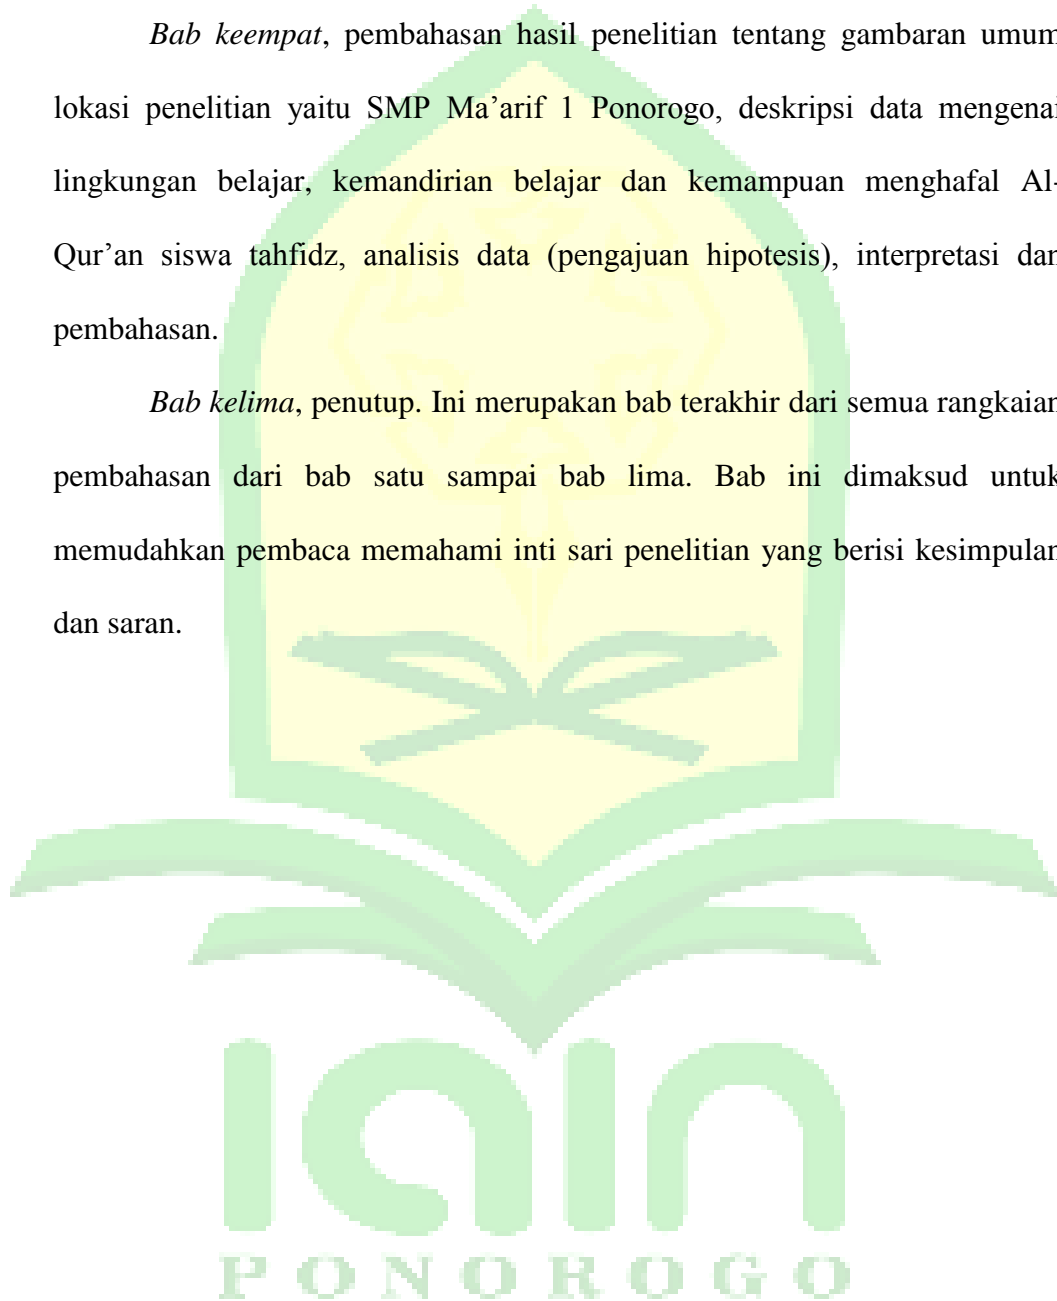 Bab keempat, pembahasan hasil penelitian tentang gambaran umum
lokasi penelitian yaitu SMP Ma’arif 1 Ponorogo, deskripsi data mengenai
lingkungan belajar, kemandirian belajar dan kemampuan menghafal Al-
Qur’an siswa tahfidz, analisis data (pengajuan hipotesis), interpretasi dan
pembahasan.
Bab kelima, penutup. Ini merupakan bab terakhir dari semua rangkaian
pembahasan dari bab satu sampai bab lima. Bab ini dimaksud untuk
memudahkan pembaca memahami inti sari penelitian yang berisi kesimpulan
dan saran.
IAIN
PONOROGO